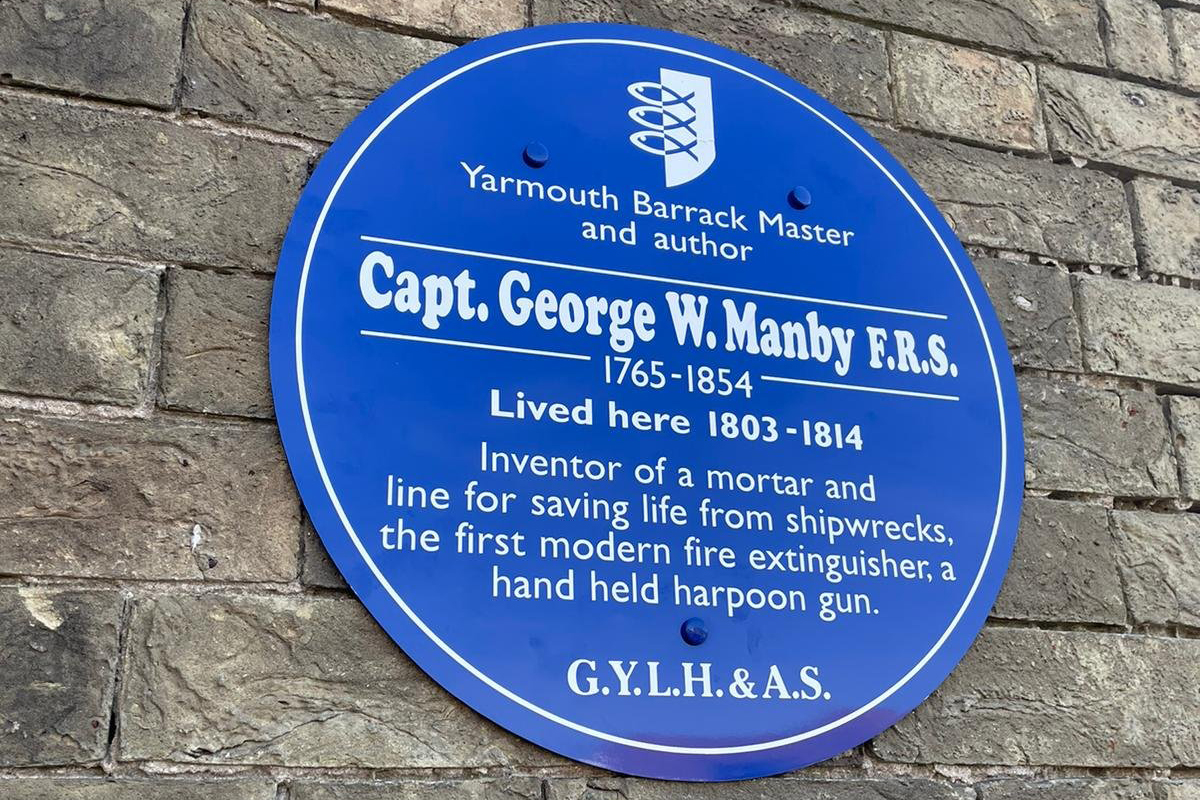 Yarmouth Barrack Master
and author
Capt. George W. Manby F.R.S.
1765-1854
Lived here 1803-1814
Inventor of a mortar and
line for saving life from shipwrecks,
the first modern fire extinguisher, a
hand held harpoon gun.
G.Y.L.H.&A.S.